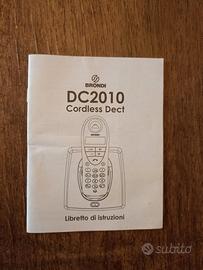 BRONDI
DC2010
Cordless Dect
Libretto di istruzioni
subito